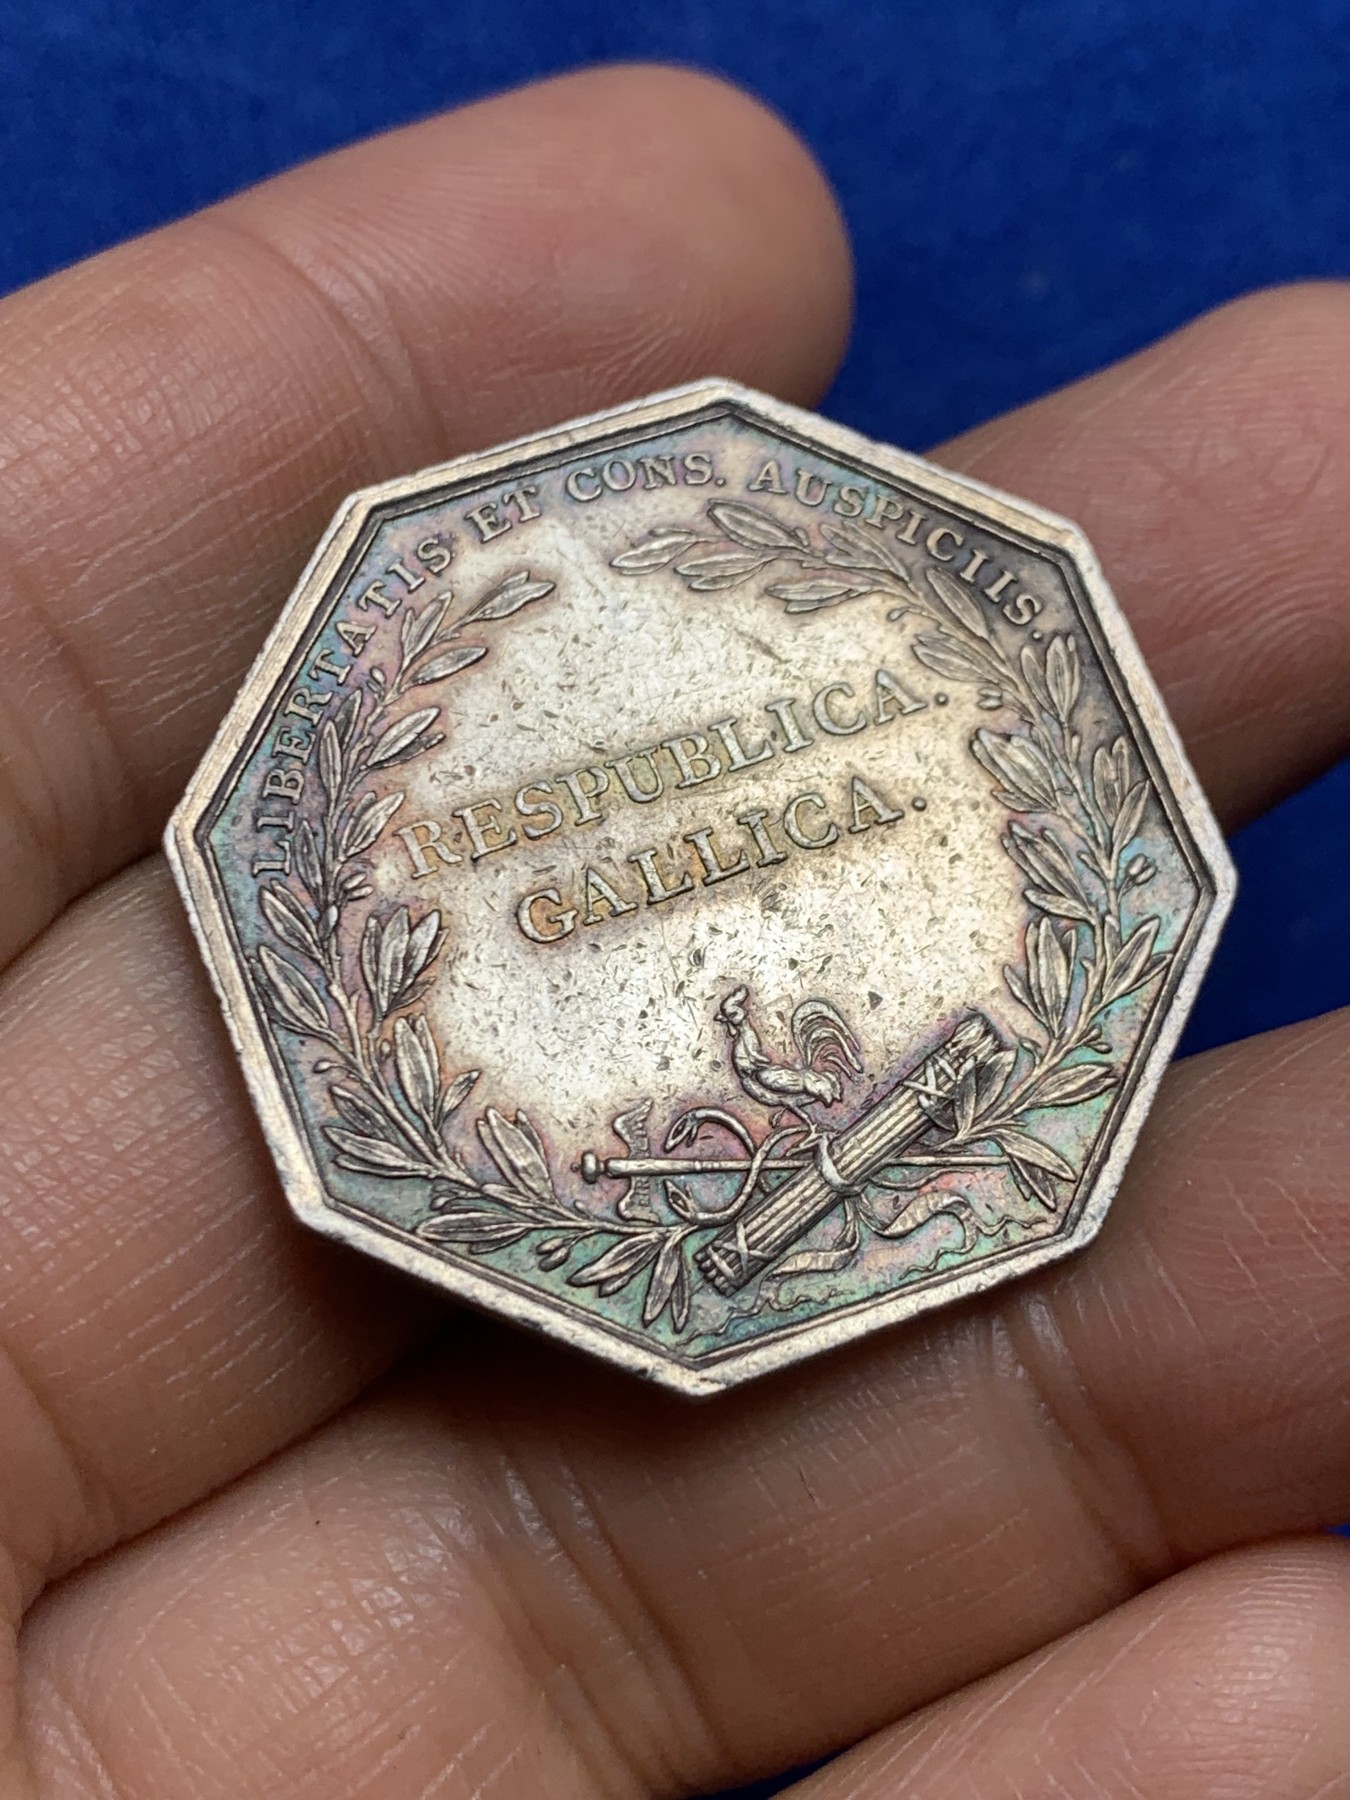 LIBERTATIS ET CONS. AUSPICIIS.
RESPUBLICA.
GALLICA.